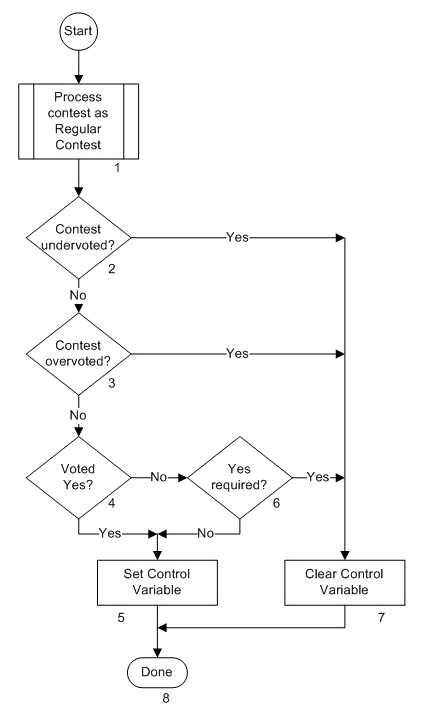 Start
Process
contest as
Regular
Contest
1
Contest
undervoted?
Yes
2
No
Contest
overvoted?
Yes
3
No
Voted
Yes?
No
Yes
required?
Yes
4
6
Yes
No
Set Control
Variable
Clear Control
Variable
5
7
Done
8